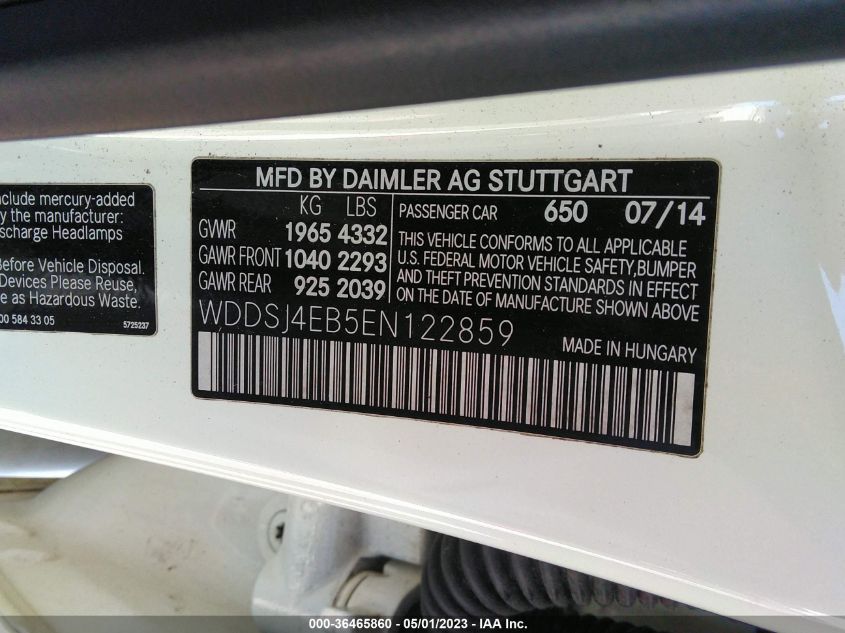 nclude mercury-added
y the manufacturer:
scharge Headlamps
Before Vehicle Disposal.
Devices Please Reuse,
e as Hazardous Waste.
00 584 33 05
5725237
MFD BY DAIMLER AG STUTTGART
KG LBS
GVWR 1965 4332
GAWR FRONT 1040 2293
GAWR REAR 925 2039
PASSENGER CAR 650 07/14
THIS VEHICLE CONFORMS TO ALL APPLICABLE
U.S. FEDERAL MOTOR VEHICLE SAFETY,BUMPER
AND THEFT PREVENTION STANDARDS IN EFFECT
ON THE DATE OF MANUFACTURE SHOWN ABOVE
WDDSJ4EB5EN122859
MADE IN HUNGARY
000-36465860 - 05/01/2023 - IAA Inc.